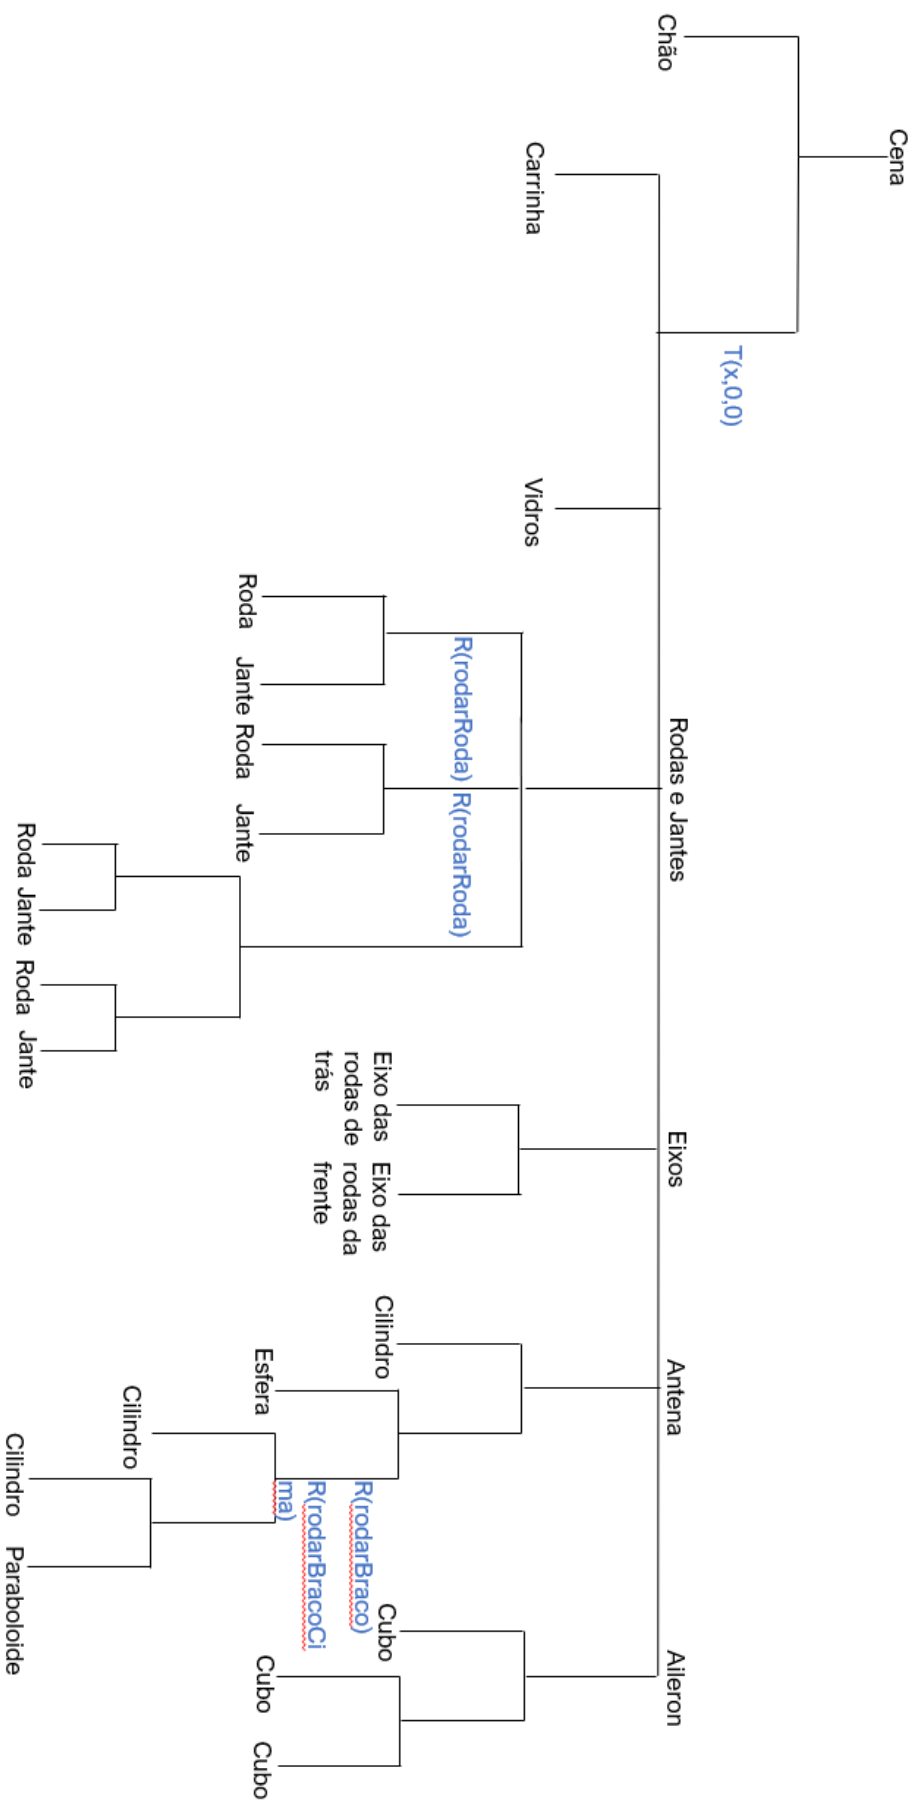 Cena
Chão
T(x,0,0)
Carrinha
Vidros
Rodas e Jantes
Eixos
Antena
Aileron
R(rodarRoda)
R(rodarRoda)
Roda
Jante
Roda
Jante
Roda
Jante
Roda
Jante
Eixo das
rodas de
trás
Eixo das
rodas da
frente
Cilindro
Esfera
R(rodarBraco)
R(rodarBracoCi
ma)
Cilindro
Cilindro
Paraboloide
Cubo
Cubo
Cubo